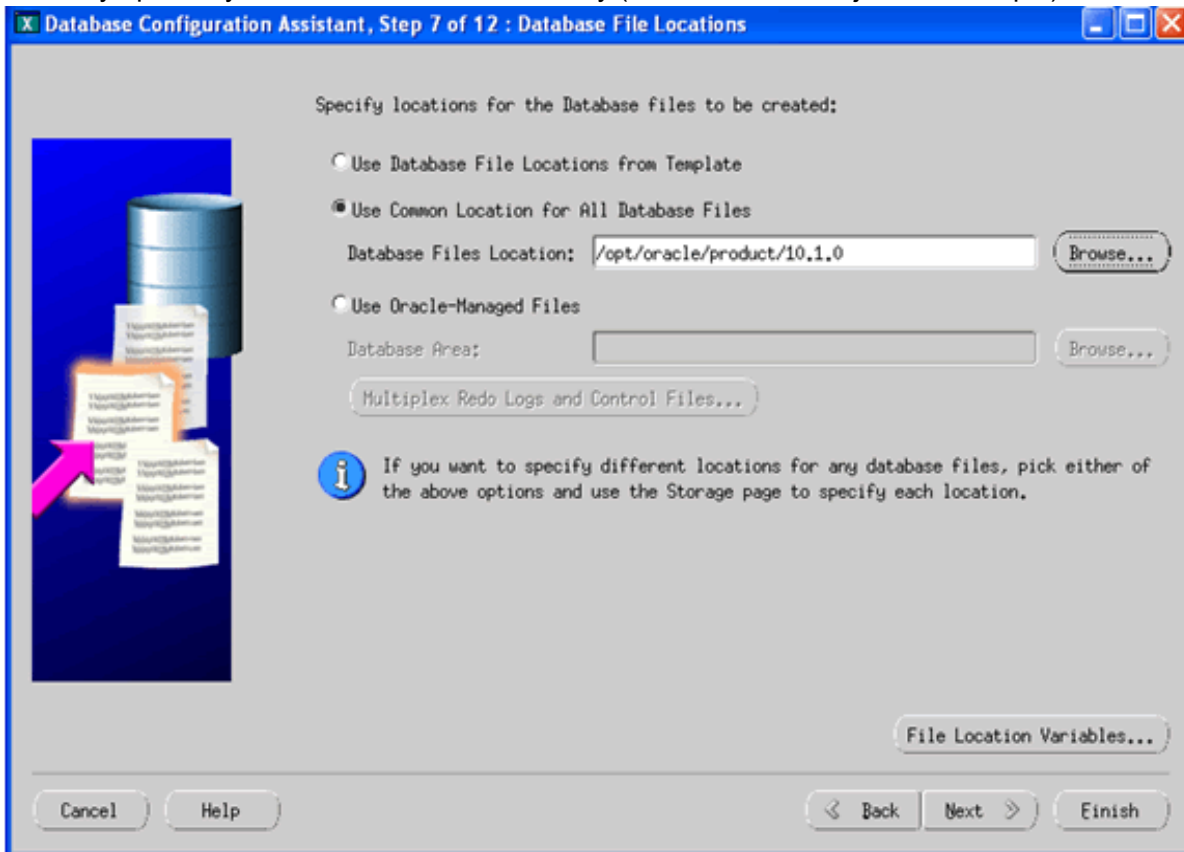 Database Configuration Assistant, Step 7 of 12 : Database File Locations
Specify locations for the Database files to be created:
Use Database File Locations from Template
Use Common Location for All Database Files
Database Files Location: /opt/oracle/product/10.1.0 Browse...
Use Oracle-Managed Files
Database Area: Browse...
Multiplex Redo Logs and Control Files...
If you want to specify different locations for any database files, pick either of
the above options and use the Storage page to specify each location.
File Location Variables...
Cancel Help Back Next Finish